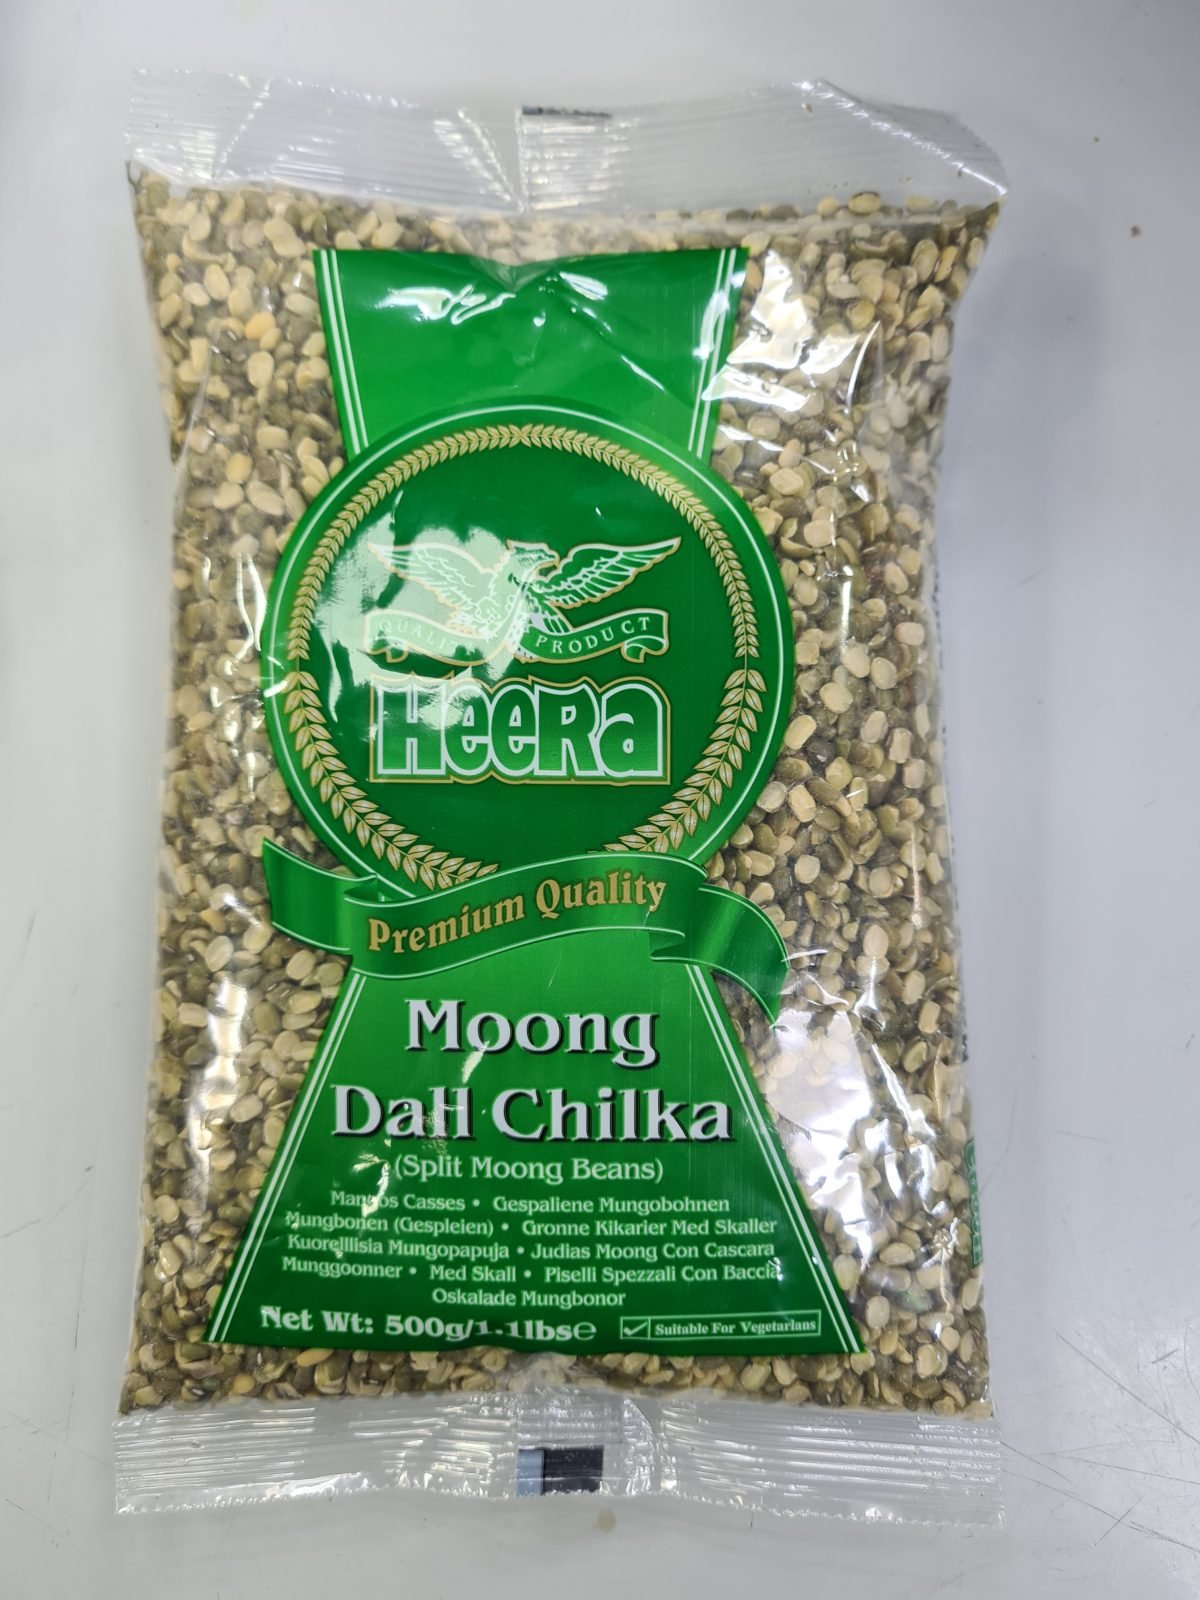 QUALITY PRODUCT
HeeRa
Premium Quality
Moong
Dall Chilka
(Split Moong Beans)
Casses • Gespaliene Mungobohnen
Mungbonen (Gespleien) • Gronne Kikarier Med Skaller
Kuorejllisia Mungopapuja • Judias Moong Con Cascara
Munggoonner • Med Skall • Piselli Spezzali Con Baccia
Oskalade Mungbonor
Net Wt: 500g/1.1lbs℮
Suitable For Vegetarians